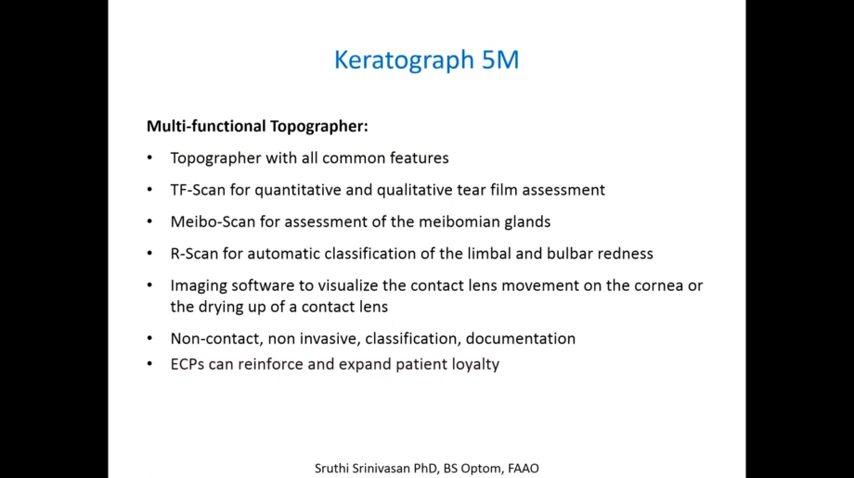 Keratograph 5M
Multi-functional Topographer:
• Topographer with all common features
• TF-Scan for quantitative and qualitative tear film assessment
• Meibo-Scan for assessment of the meibomian glands
• R-Scan for automatic classification of the limbal and bulbar redness
• Imaging software to visualize the contact lens movement on the cornea or
the drying up of a contact lens
• Non-contact, non invasive, classification, documentation
• ECPs can reinforce and expand patient loyalty
Sruthi Srinivasan PhD, BS Optom, FAAO